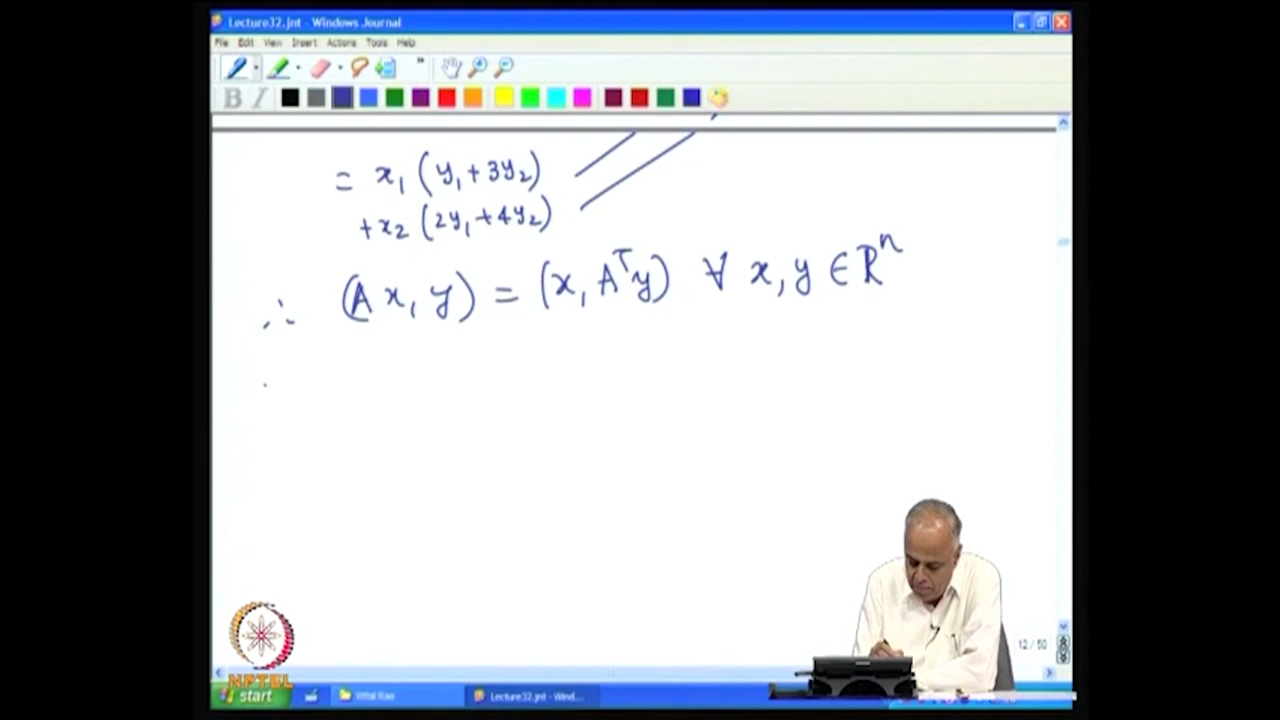 Lecture32.jnt - Windows Journal
File Edit View Insert Actions Tools Help
= x₁ (y₁ + 3y₂)
+ x₂ (2y₁ + 4y₂)
∴ (Ax, y) = (x, Aᵀy) ∀ x, y ∈ ℝⁿ
12 / 50
NPTEL
start Vittal Rao Lecture32.jnt - Wind...